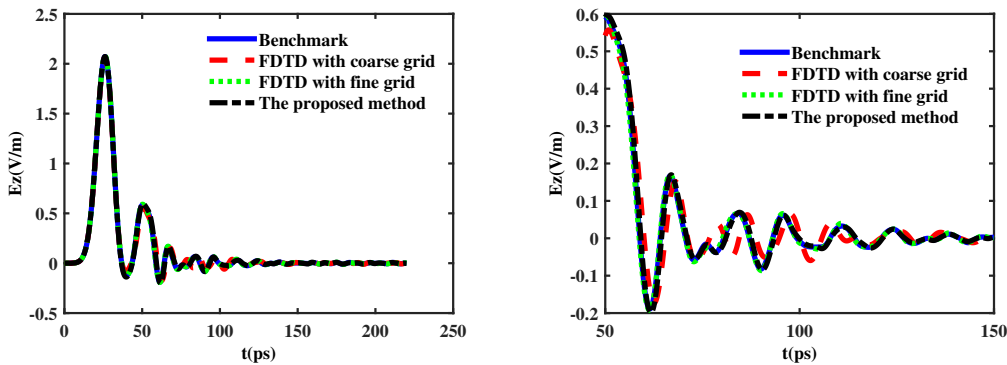 2.5
2
1.5
1
0.5
0
-0.5
Ez(V/m)
0 50 100 150 200 250
t(ps)
Benchmark
FDTD with coarse grid
FDTD with fine grid
The proposed method
0.6
0.5
0.4
0.3
0.2
0.1
0
-0.1
-0.2
Ez(V/m)
50 100 150
t(ps)
Benchmark
FDTD with coarse grid
FDTD with fine grid
The proposed method